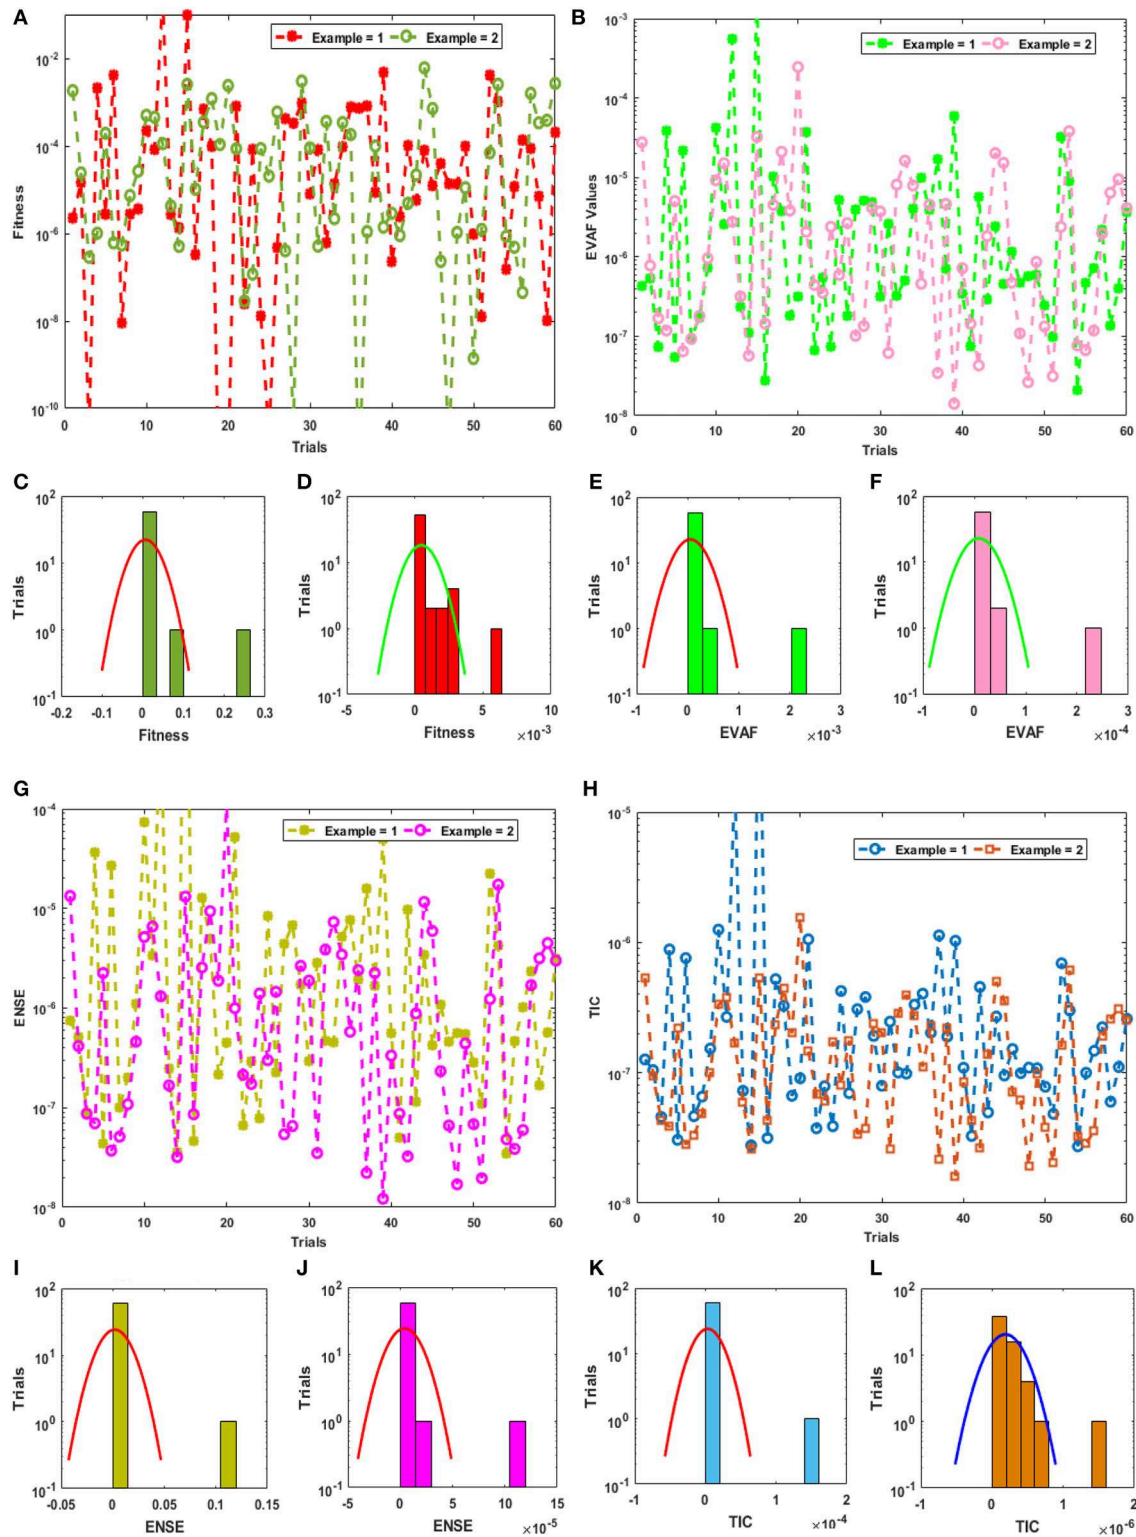 A
Example = 1 Example = 2
10^-2
10^-4
10^-6
10^-8
10^-10
Fitness
0 10 20 30 40 50 60
Trials
B
Example = 1 Example = 2
10^-3
10^-4
10^-5
10^-6
10^-7
10^-8
EVAF Values
0 10 20 30 40 50 60
Trials
C
10^2
10^1
10^0
10^-1
Trials
-0.2 -0.1 0 0.1 0.2 0.3
Fitness
D
10^2
10^1
10^0
10^-1
Trials
-5 0 5 10
Fitness ×10^-3
E
10^2
10^1
10^0
10^-1
Trials
-1 0 1 2 3
EVAF ×10^-3
F
10^2
10^1
10^0
10^-1
Trials
-1 0 1 2 3
EVAF ×10^-4
G
Example = 1 Example = 2
10^-4
10^-5
10^-6
10^-7
10^-8
ENSE
0 10 20 30 40 50 60
Trials
H
Example = 1 Example = 2
10^-5
10^-6
10^-7
10^-8
TIC
0 10 20 30 40 50 60
Trials
I
10^2
10^1
10^0
10^-1
Trials
-0.05 0 0.05 0.1 0.15
ENSE
J
10^2
10^1
10^0
10^-1
Trials
-5 0 5 10 15
ENSE ×10^-5
K
10^2
10^1
10^0
10^-1
Trials
-1 0 1 2
TIC ×10^-4
L
10^2
10^1
10^0
10^-1
Trials
-1 0 1 2
TIC ×10^-6